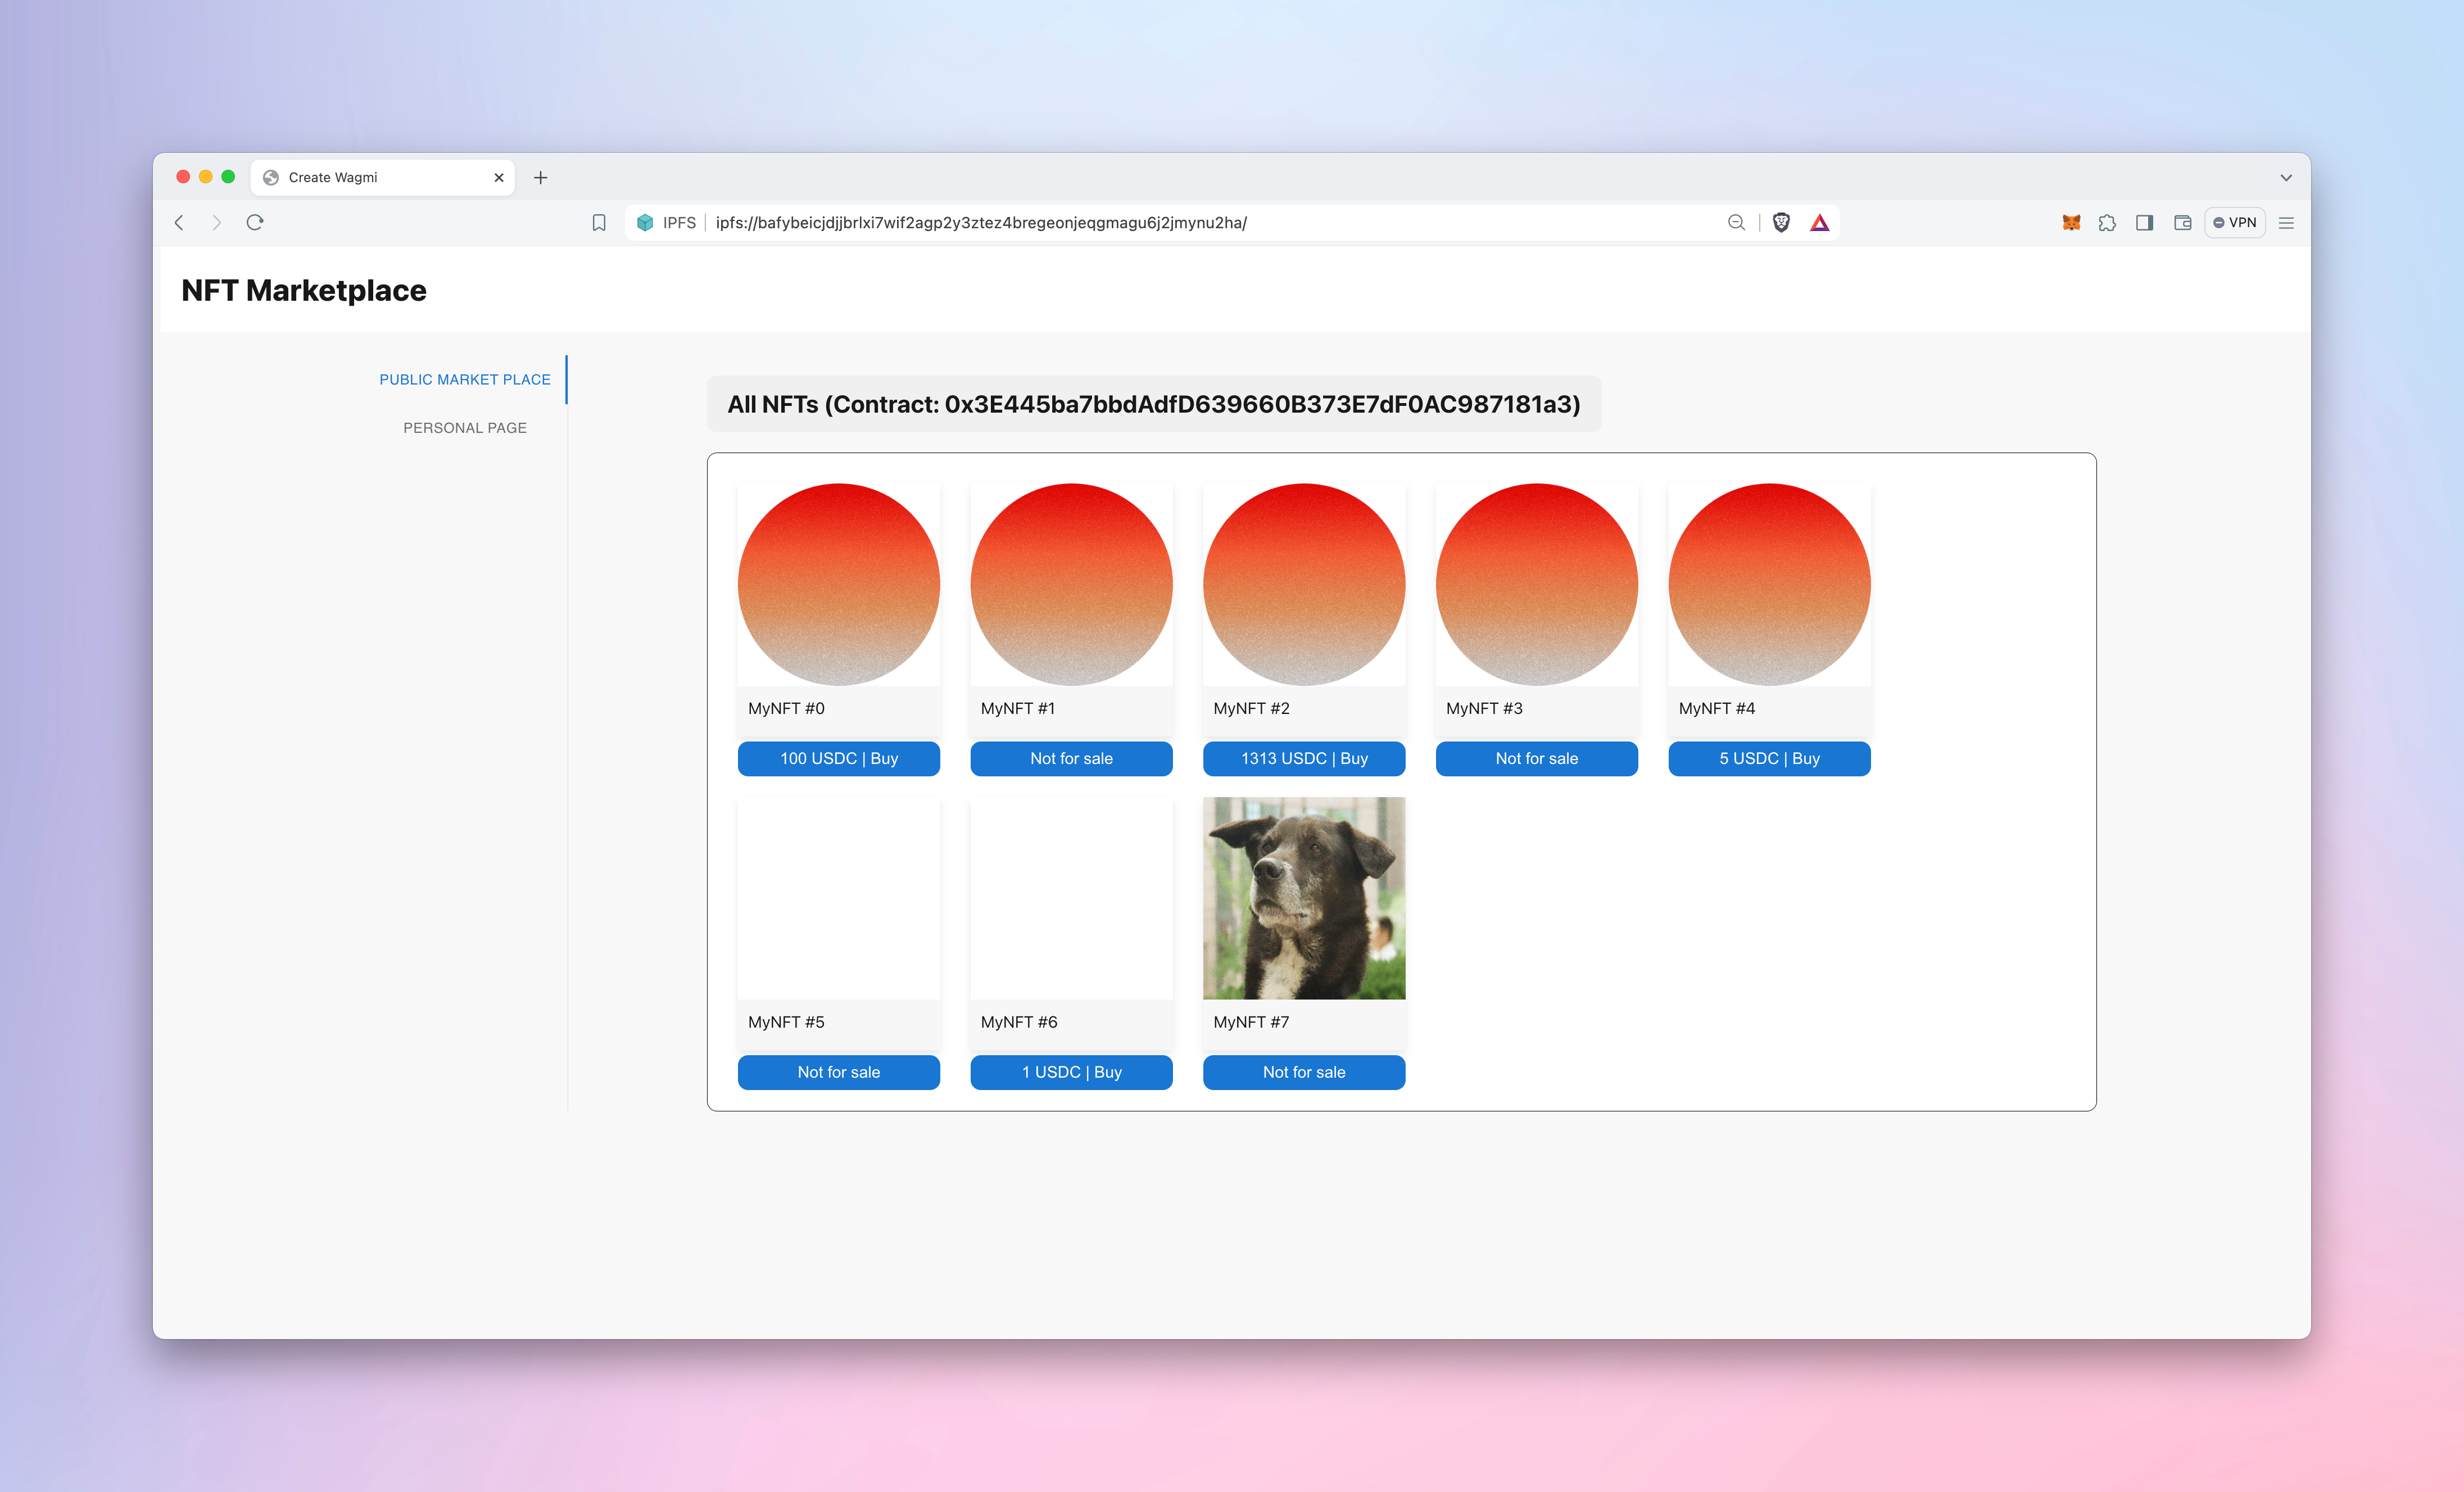 Create Wagmi
IPFS
ipfs://bafybeicjdjjbrlxi7wif2agp2y3ztez4bregeonjeqgmagu6j2jmynu2ha/
VPN
NFT Marketplace
PUBLIC MARKET PLACE
PERSONAL PAGE
All NFTs (Contract: 0x3E445ba7bbdAdfD639660B373E7dF0AC987181a3)
MyNFT #0
MyNFT #1
MyNFT #2
MyNFT #3
MyNFT #4
100 USDC | Buy
Not for sale
1313 USDC | Buy
Not for sale
5 USDC | Buy
MyNFT #5
MyNFT #6
MyNFT #7
Not for sale
1 USDC | Buy
Not for sale